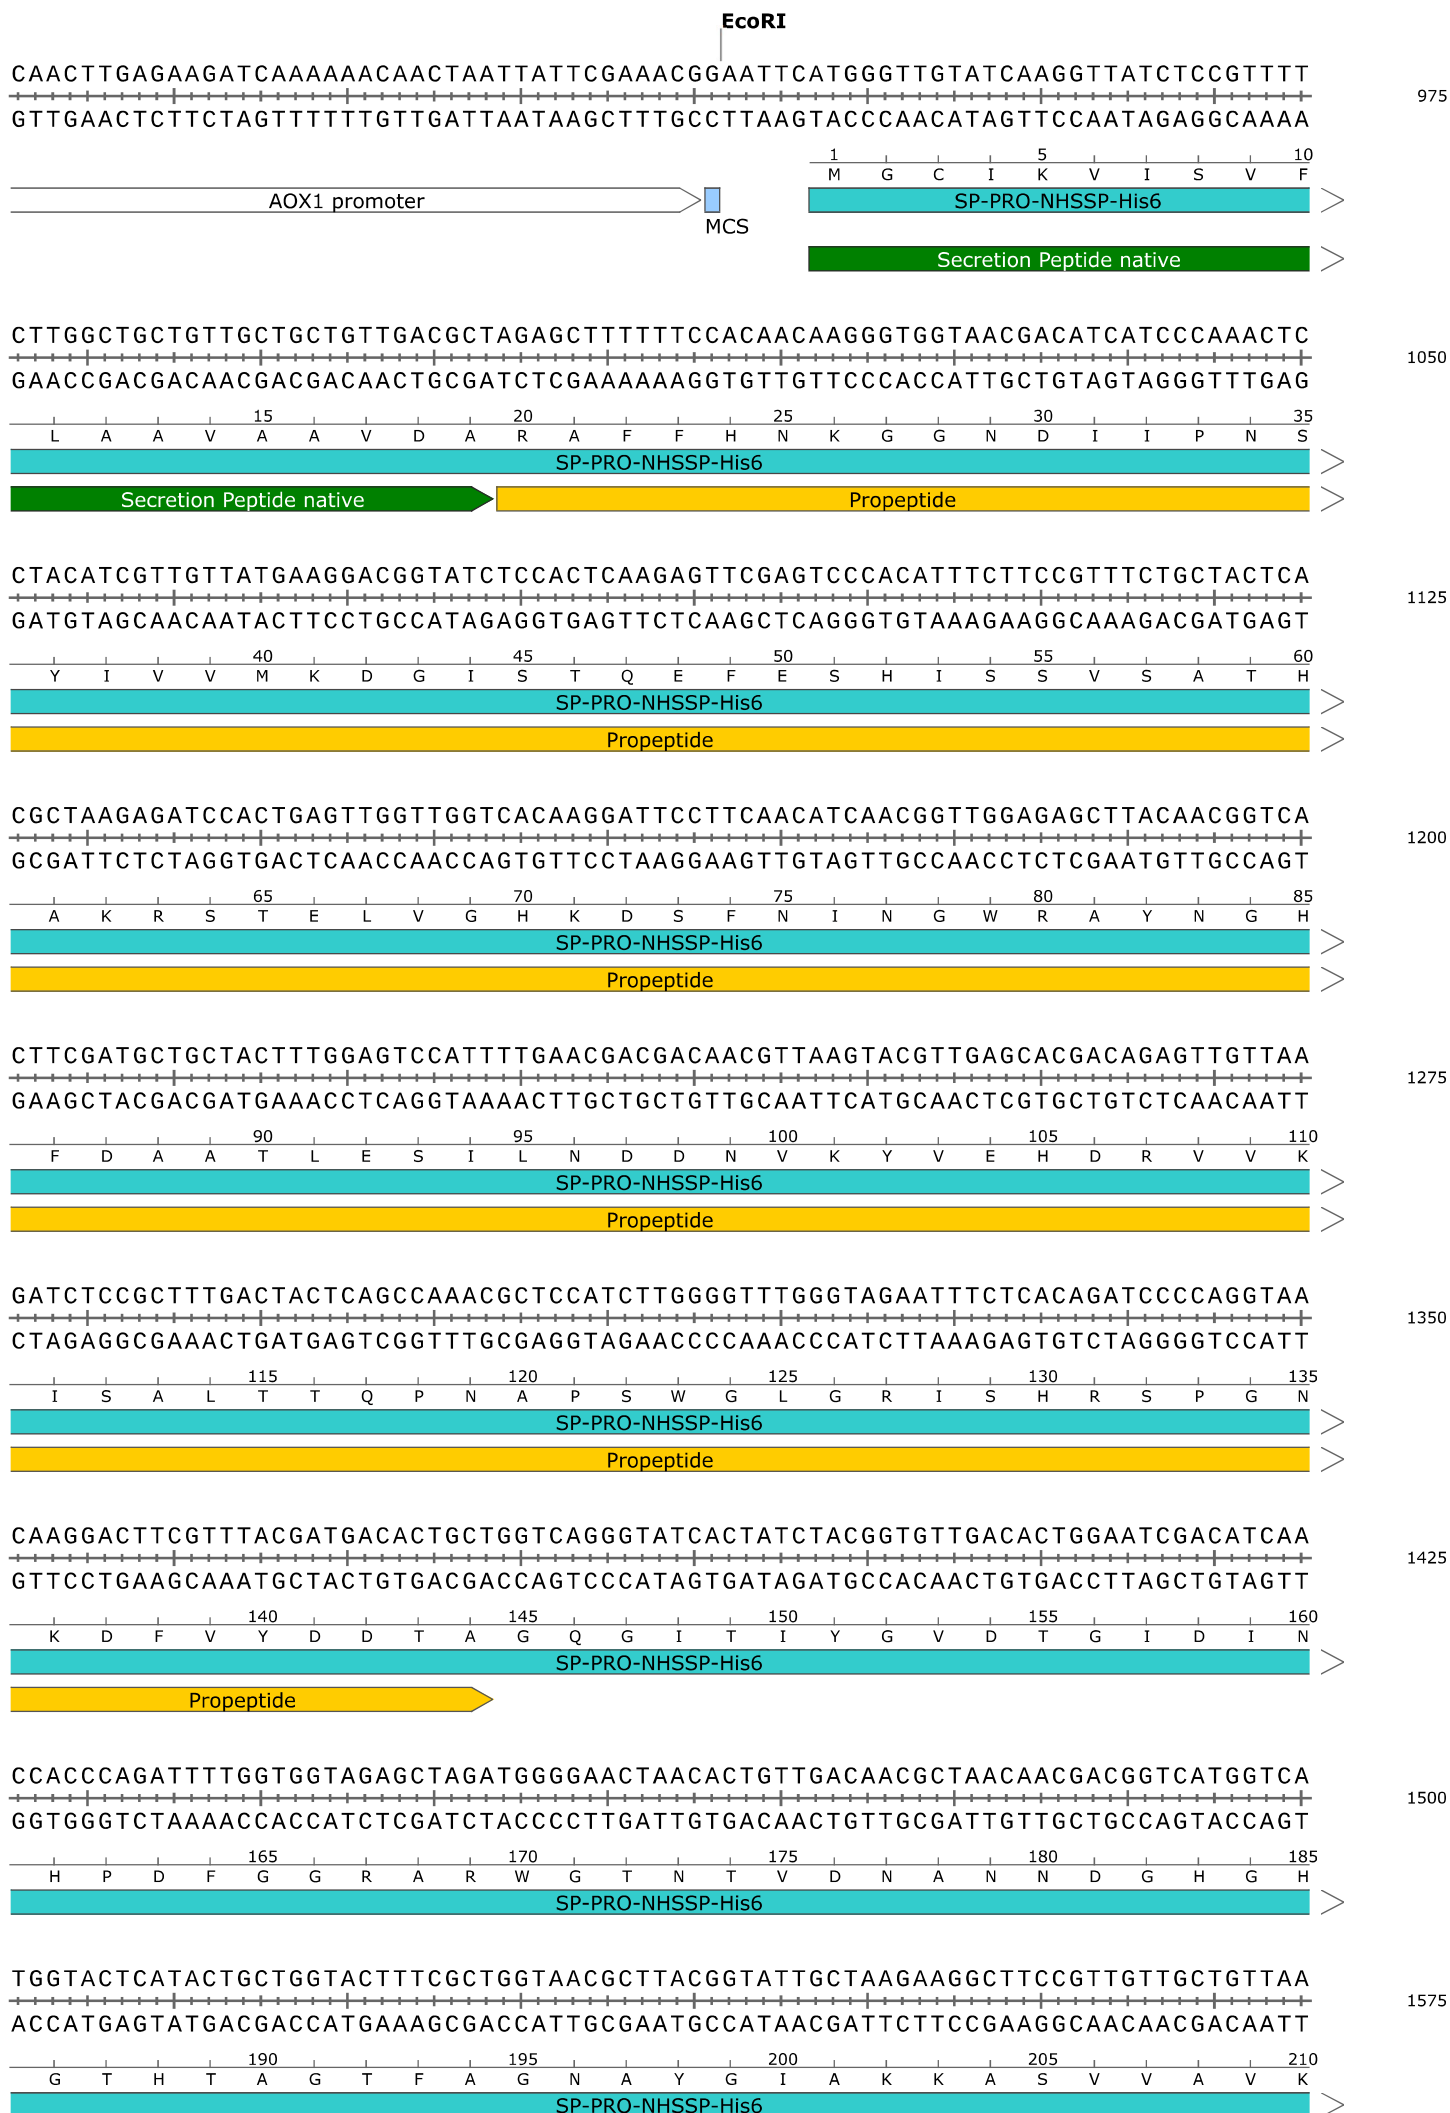 EcoRI
CAACTTGAGAAGATCAAAAAACAACTAATTATTCGAAACGGAATTCATGGGTTGTATCAAGGTTATCTCCGTTTT
975
GTTGAACTCTTCTAGTTTTTTGTTGATTAATAAGCTTTGCCTTAAGTACCCAACATAGTTCCAATAGAGGCAAAA
1 5 10
M G C I K V I S V F
AOX1 promoter SP-PRO-NHSSP-His6
MCS
Secretion Peptide native
CTTGGCTGCTGTTGCTGCTGTTGACGCTAGAGCTTTTTTCCACAACAAGGGTGGTAACGACATCATCCCAAACTC
1050
GAACCGACGACAACGACGACAACTGCGATCTCGAAAAAAGGTGTTGTTCCCACCATTGCTGTAGTAGGGTTTGAG
15 20 25 30 35
L A A V A A V D A R A F F H N K G G N D I I P N S
SP-PRO-NHSSP-His6
Secretion Peptide native Propeptide
CTACATCGTTGTTATGAAGGACGGTATCTCCACTCAAGAGTTCGAGTCCCACATTTCTTCCGTTTCTGCTACTCA
1125
GATGTAGCAACAATACTTCCTGCCATAGAGGTGAGTTCTCAAGCTCAGGGTGTAAAGAAGGCAAAGACGATGAGT
40 45 50 55 60
Y I V V M K D G I S T Q E F E S H I S S V S A T H
SP-PRO-NHSSP-His6
Propeptide
CGCTAAGAGATCCACTGAGTTGGTTGGTCACAAGGATTCCTTCAACATCAACGGTTGGAGAGCTTACAACGGTCA
1200
GCGATTCTCTAGGTGACTCAACCAACCAGTGTTCCTAAGGAAGTTGTAGTTGCCAACCTCTCGAATGTTGCCAGT
65 70 75 80 85
A K R S T E L V G H K D S F N I N G W R A Y N G H
SP-PRO-NHSSP-His6
Propeptide
CTTCGATGCTGCTACTTTGGAGTCCATTTTGAACGACGACAACGTTAAGTACGTTGAGCACGACAGAGTTGTTAA
1275
GAAGCTACGACGATGAAACCTCAGGTAAAACTTGCTGCTGTTGCAATTCATGCAACTCGTGCTGTCTCAACAATT
90 95 100 105 110
F D A A T L E S I L N D D N V K Y V E H D R V V K
SP-PRO-NHSSP-His6
Propeptide
GATCTCCGCTTTGACTACTCAGCCAAACGCTCCATCTTGGGGTTTGGGTAGAATTTCTCACAGATCCCCAGGTAA
1350
CTAGAGGCGAAACTGATGAGTCGGTTTGCGAGGTAGAACCCCAAACCCATCTTAAAGAGTGTCTAGGGGTCCATT
115 120 125 130 135
I S A L T T Q P N A P S W G L G R I S H R S P G N
SP-PRO-NHSSP-His6
Propeptide
CAAGGACTTCGTTTACGATGACACTGCTGGTCAGGGTATCACTATCTACGGTGTTGACACTGGAATCGACATCAA
1425
GTTCCTGAAGCAAATGCTACTGTGACGACCAGTCCCATAGTGATAGATGCCACAACTGTGACCTTAGCTGTAGTT
140 145 150 155 160
K D F V Y D D T A G Q G I T I Y G V D T G I D I N
SP-PRO-NHSSP-His6
Propeptide
CCACCCAGATTTTGGTGGTAGAGCTAGATGGGGAACTAACACTGTTGACAACGCTAACAACGACGGTCATGGTCA
1500
GGTGGGTCTAAAACCACCATCTCGATCTACCCCTTGATTGTGACAACTGTTGCGATTGTTGCTGCCAGTACCAGT
165 170 175 180 185
H P D F G G R A R W G T N T V D N A N N D G H G H
SP-PRO-NHSSP-His6
TGGTACTCATACTGCTGGTACTTTCGCTGGTAACGCTTACGGTATTGCTAAGAAGGCTTCCGTTGTTGCTGTTAA
1575
ACCATGAGTATGACGACCATGAAAGCGACCATTGCGAATGCCATAACGATTCTTCCGAAGGCAACAACGACAATT
190 195 200 205 210
G T H T A G T F A G N A Y G I A K K A S V V A V K
SP-PRO-NHSSP-His6